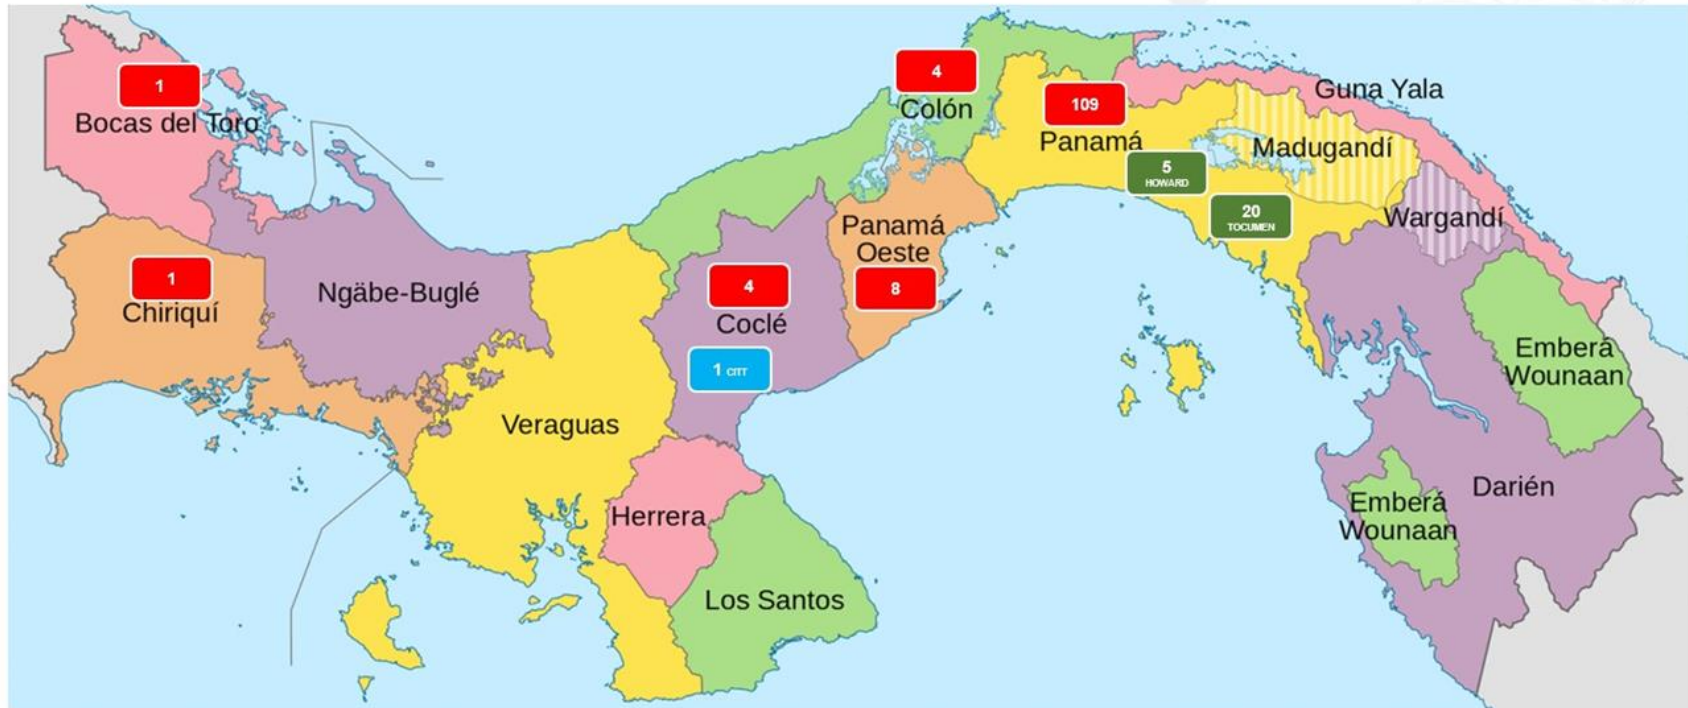 1
Bocas del Toro
4
Colón
109
Panamá
Guna Yala
Madugandí
5
HOWARD
20
TOCUMEN
Wargandí
Panamá
Oeste
8
1
Chiriquí
Ngäbe-Buglé
4
Coclé
1 CITT
Veraguas
Herrera
Los Santos
Emberá
Wounaan
Emberá
Wounaan
Darién